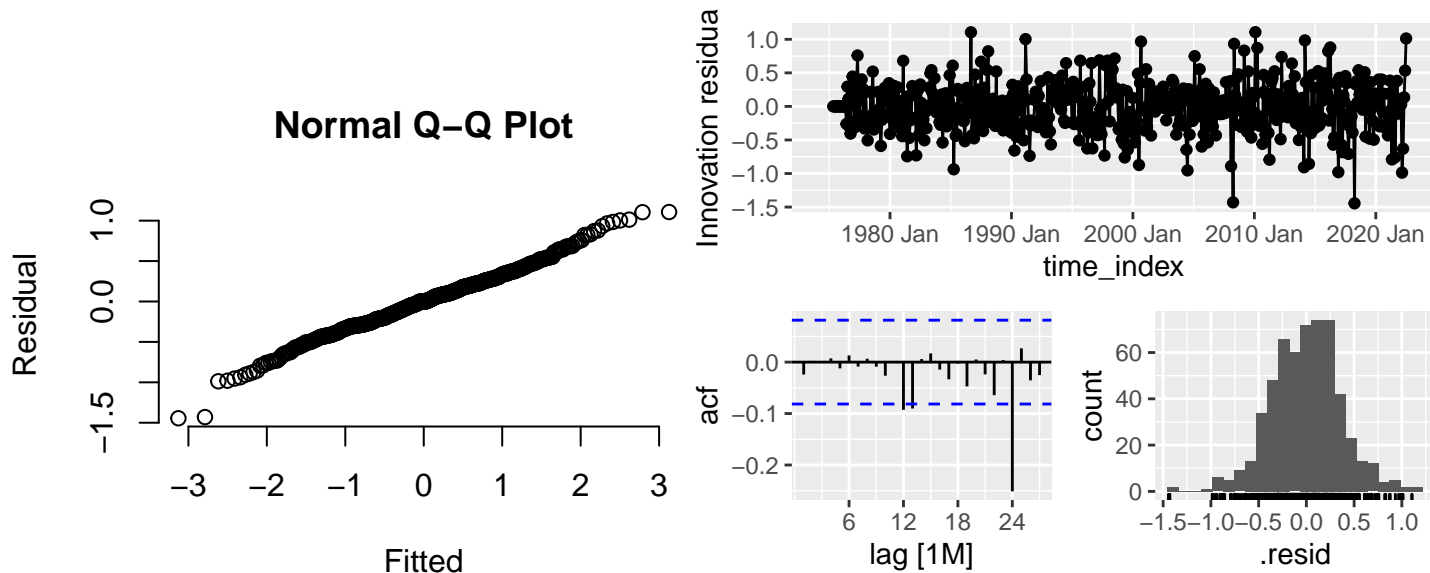 Normal Q−Q Plot
Residual
1.0
0.0
−1.5
−3 −2 −1 0 1 2 3
Fitted
Innovation residua
1.0
0.5
0.0
−0.5
−1.0
−1.5
1980 Jan 1990 Jan 2000 Jan 2010 Jan 2020 Jan
time_index
acf
0.0
−0.1
−0.2
6 12 18 24
lag [1M]
count
60
40
20
0
−1.5 −1.0 −0.5 0.0 0.5 1.0
.resid